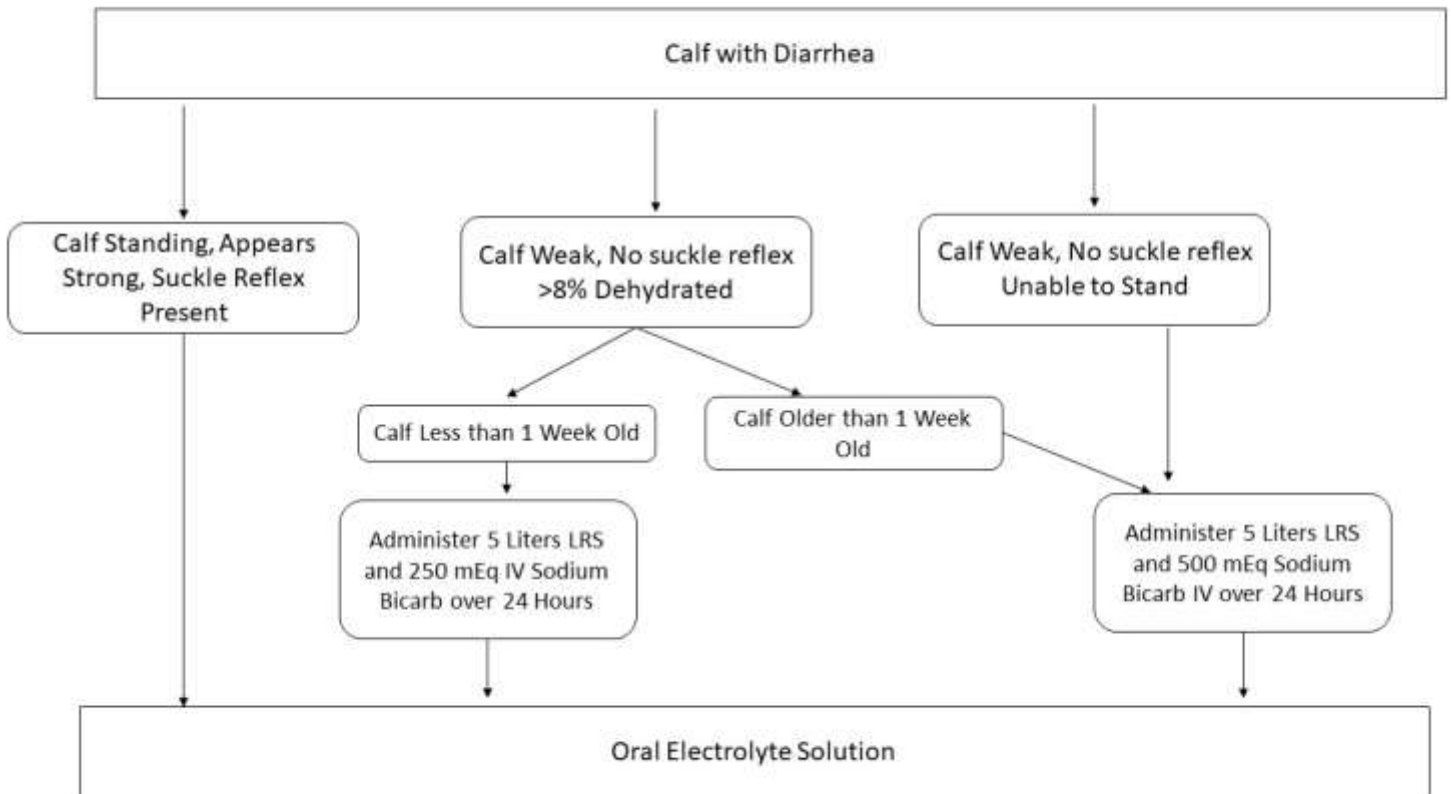 Calf with Diarrhea
Calf Standing, Appears
Strong, Suckle Reflex
Present
Calf Weak, No suckle reflex
>8% Dehydrated
Calf Weak, No suckle reflex
Unable to Stand
Calf Less than 1 Week Old
Calf Older than 1 Week
Old
Administer 5 Liters LRS
and 250 mEq IV Sodium
Bicarb over 24 Hours
Administer 5 Liters LRS
and 500 mEq Sodium
Bicarb IV over 24 Hours
Oral Electrolyte Solution